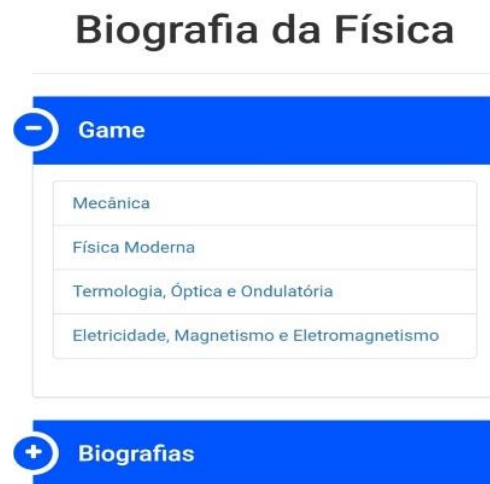 Biografia da Física
Game
Mecânica
Física Moderna
Termologia, Óptica e Ondulatória
Eletricidade, Magnetismo e Eletromagnetismo
Biografias